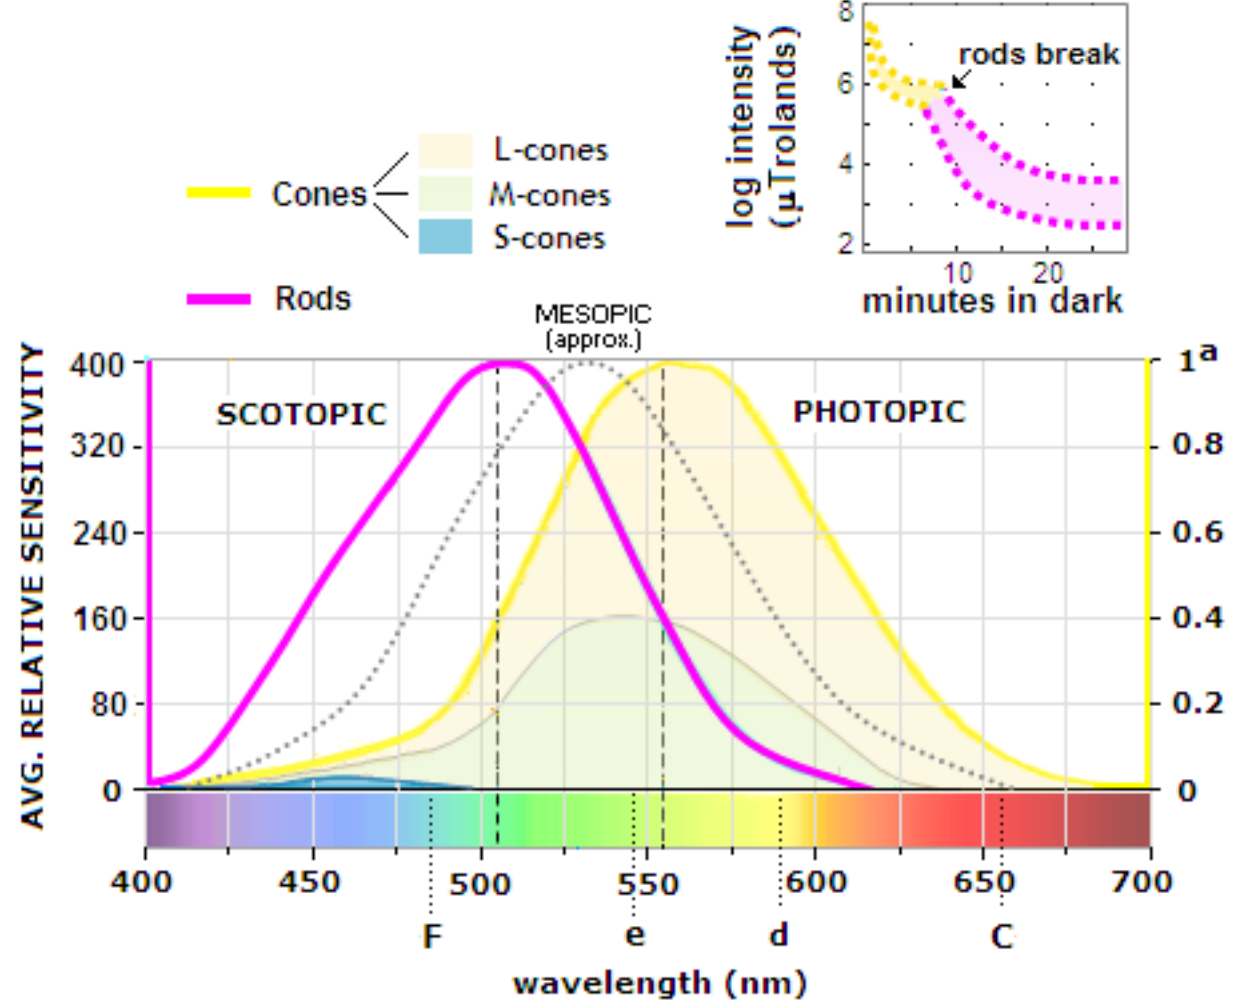 8
6
4
2
log intensity
(µTrolands)
rods break
10 20
minutes in dark
Cones
L-cones
M-cones
S-cones
Rods
MESOPIC
(approx.)
SCOTOPIC
PHOTOPIC
AVG. RELATIVE SENSITIVITY
400
320
240
160
80
0
1a
0.8
0.6
0.4
0.2
0
400 450 500 550 600 650 700
F e d C
wavelength (nm)